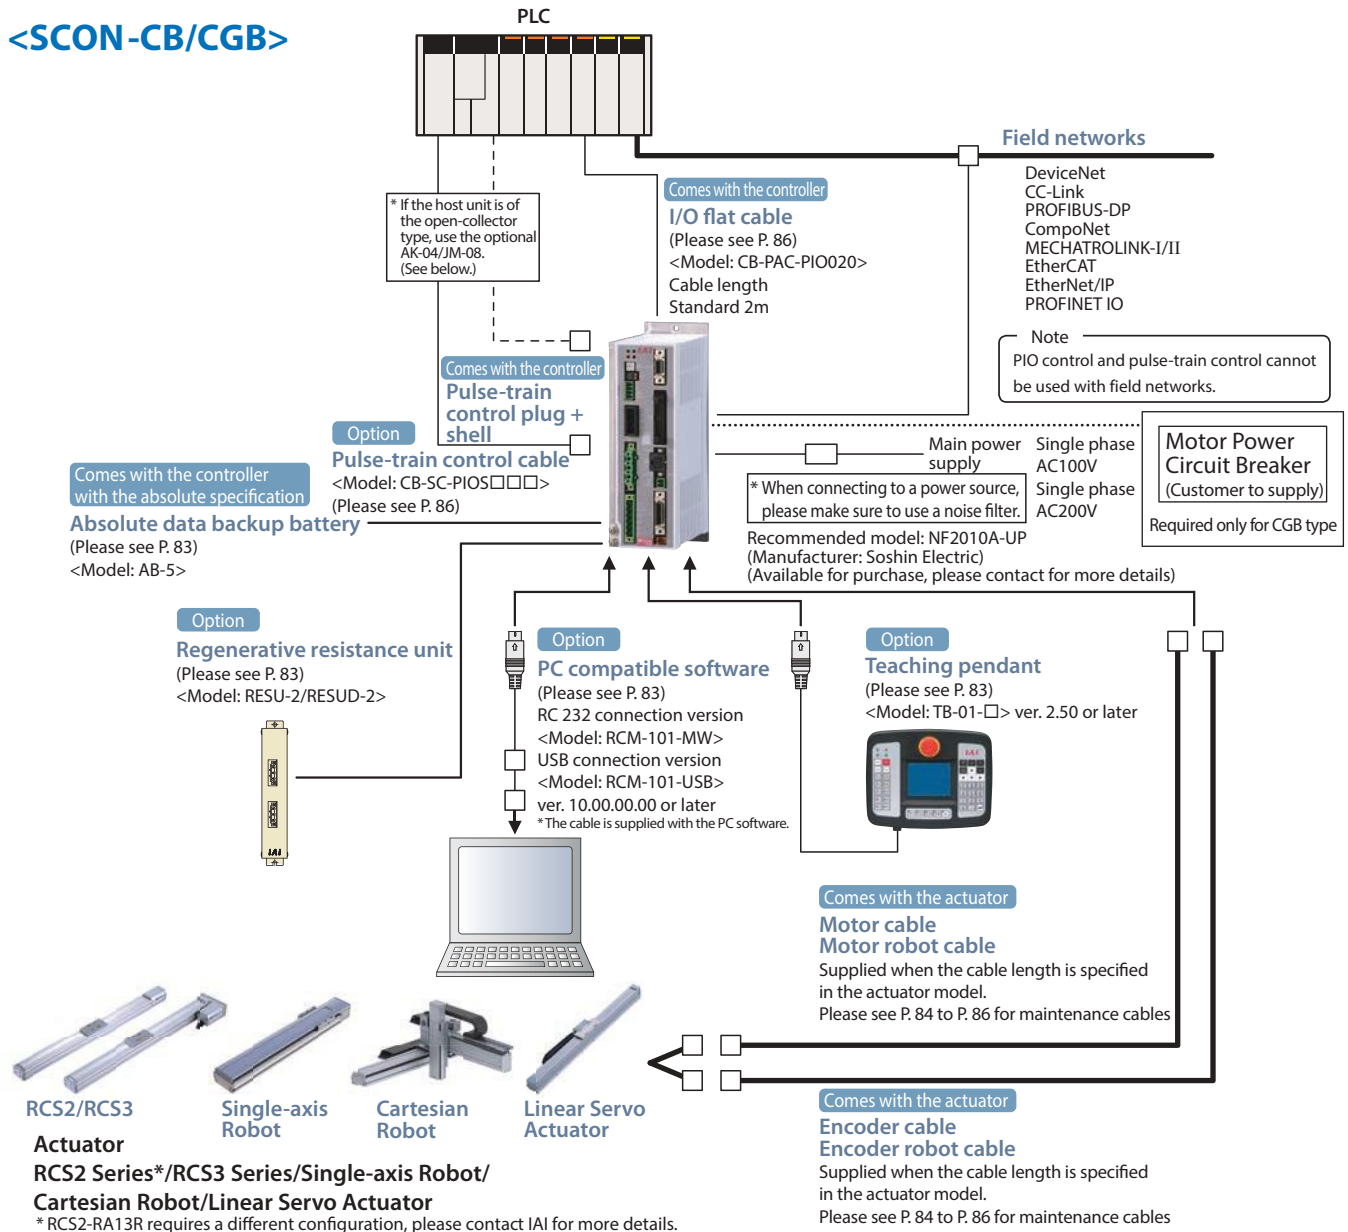 <SCON-CB/CGB>
PLC
Field networks
DeviceNet
CC-Link
PROFIBUS-DP
CompoNet
MECHATROLINK-I/II
EtherCAT
EtherNet/IP
PROFINET IO
* If the host unit is of
the open-collector
type, use the optional
AK-04/JM-08.
(See below.)
Comes with the controller
I/O flat cable
(Please see P. 86)
<Model: CB-PAC-PIO020>
Cable length
Standard 2m
Note
PIO control and pulse-train control cannot
be used with field networks.
Comes with the controller
Pulse-train
control plug +
shell
Option
Pulse-train control cable
<Model: CB-SC-PIOS□□□>
(Please see P. 86)
Main power
supply
Single phase
AC100V
Single phase
AC200V
Motor Power
Circuit Breaker
(Customer to supply)
Required only for CGB type
* When connecting to a power source,
please make sure to use a noise filter.
Recommended model: NF2010A-UP
(Manufacturer: Soshin Electric)
(Available for purchase, please contact for more details)
Comes with the controller
with the absolute specification
Absolute data backup battery
(Please see P. 83)
<Model: AB-5>
Option
Regenerative resistance unit
(Please see P. 83)
<Model: RESU-2/RESUD-2>
IAI
IAI
Option
PC compatible software
(Please see P. 83)
RC 232 connection version
<Model: RCM-101-MW>
USB connection version
<Model: RCM-101-USB>
ver. 10.00.00.00 or later
* The cable is supplied with the PC software.
Option
Teaching pendant
(Please see P. 83)
<Model: TB-01-□> ver. 2.50 or later
IAI
Comes with the actuator
Motor cable
Motor robot cable
Supplied when the cable length is specified
in the actuator model.
Please see P. 84 to P. 86 for maintenance cables
Comes with the actuator
Encoder cable
Encoder robot cable
Supplied when the cable length is specified
in the actuator model.
Please see P. 84 to P. 86 for maintenance cables
RCS2/RCS3
Single-axis
Robot
Cartesian
Robot
Linear Servo
Actuator
Actuator
RCS2 Series*/RCS3 Series/Single-axis Robot/
Cartesian Robot/Linear Servo Actuator
* RCS2-RA13R requires a different configuration, please contact IAI for more details.